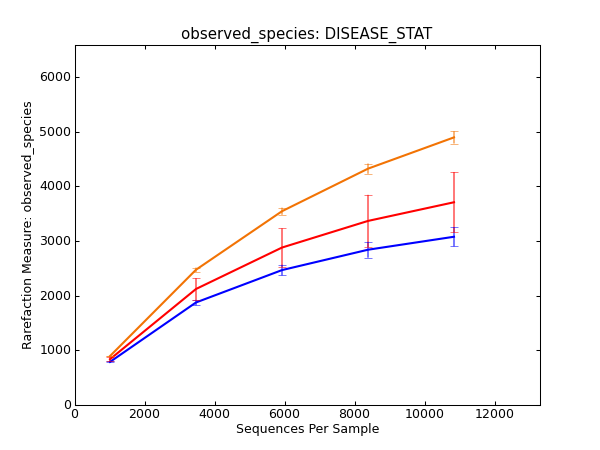 observed_species: DISEASE_STAT
Rarefaction Measure: observed_species
6000
5000
4000
3000
2000
1000
0
0 2000 4000 6000 8000 10000 12000
Sequences Per Sample